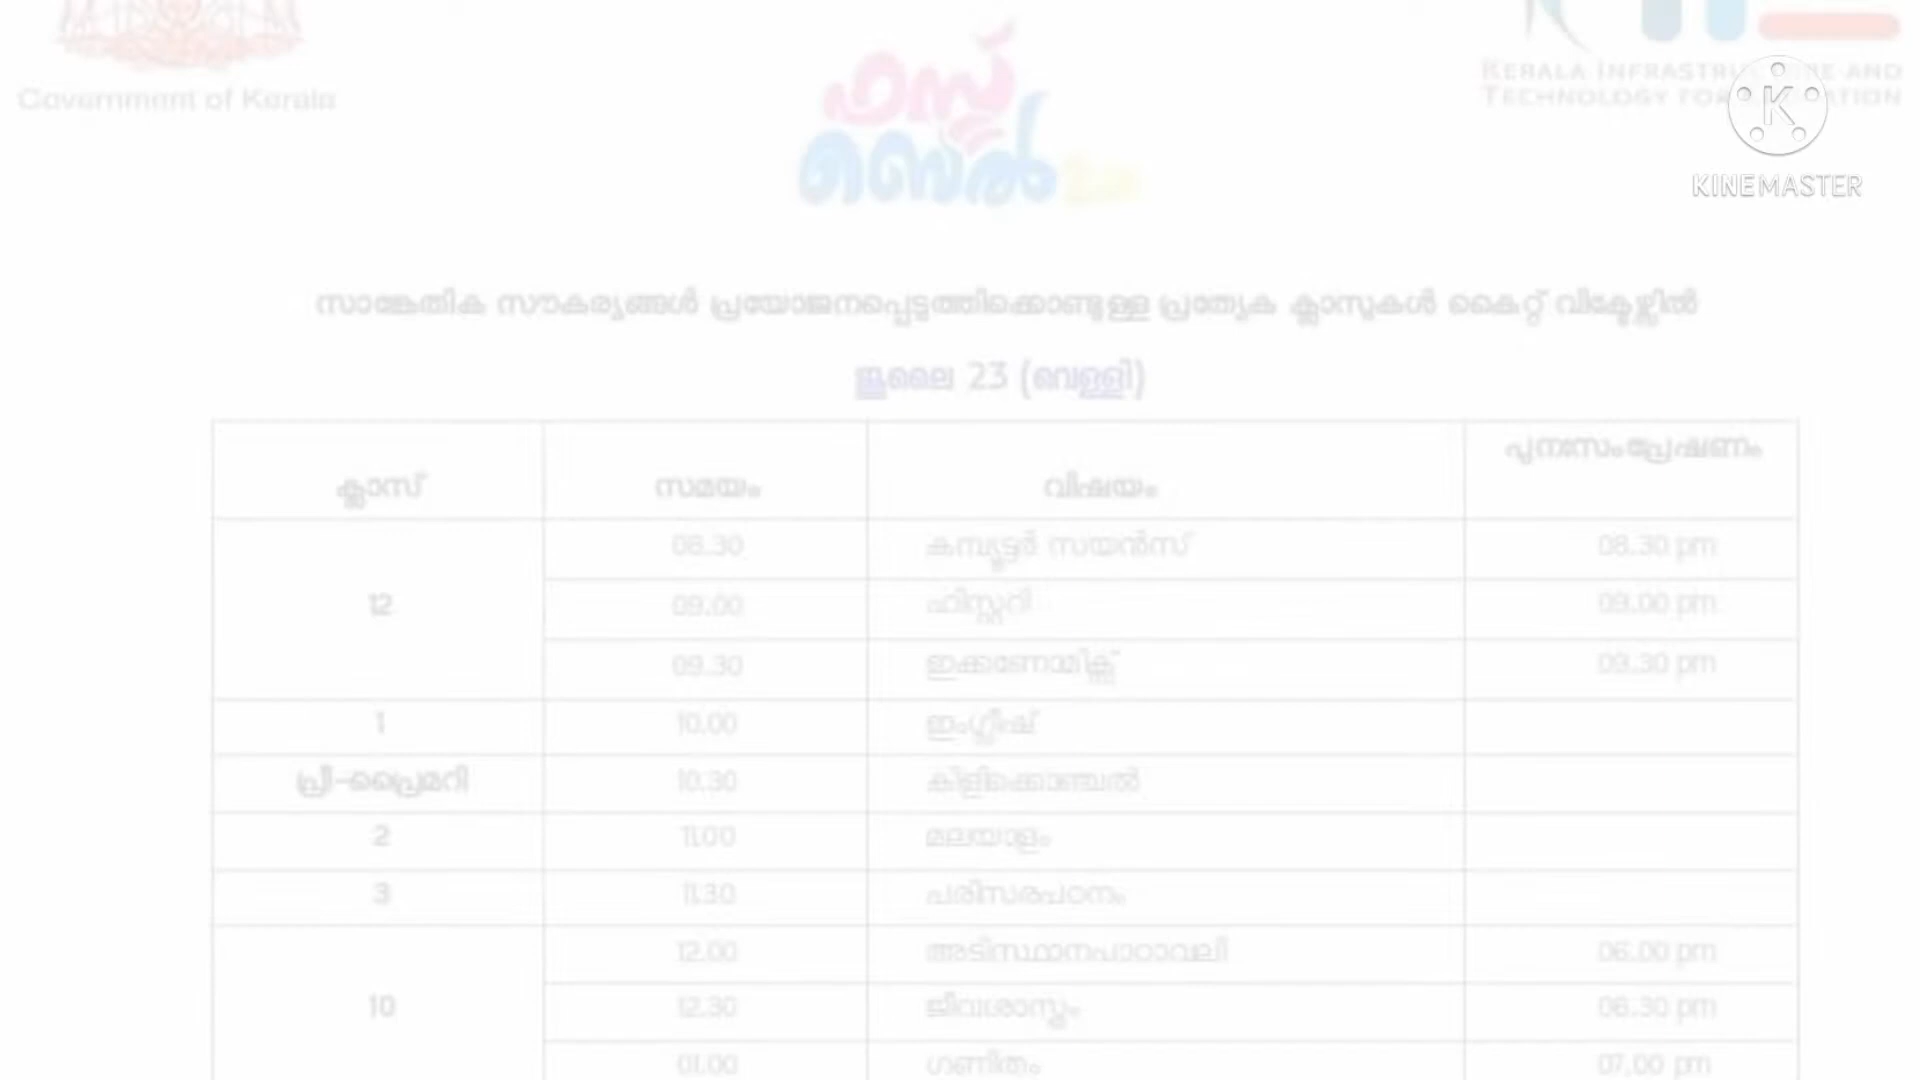 Government of Kerala
KERALA INFRASTRUCTURE AND
TECHNOLOGY FOR EDUCATION
KINEMASTER
ഫസ്റ്റ്
ബെൽ
സാങ്കേതിക സൗകര്യങ്ങൾ പ്രയോജനപ്പെടുത്തിക്കൊണ്ടുള്ള പ്രത്യേക ക്ലാസുകൾ കൈറ്റ് വിക്ടേഴ്സിൽ
ജൂലൈ 23 (വെള്ളി)
ക്ലാസ് സമയം വിഷയം പുനഃസംപ്രേഷണം
12 08.30 കമ്പ്യൂട്ടർ സയൻസ് 08.30 pm
09.00 ഹിസ്റ്ററി 09.00 pm
09.30 ഇക്കണോമിക്സ് 09.30 pm
1 10.00 ഇംഗ്ലീഷ്
പ്രീ-പ്രൈമറി 10.30 കിളിക്കൊഞ്ചൽ
2 11.00 മലയാളം
3 11.30 പരിസരപഠനം
10 12.00 അടിസ്ഥാനപാഠാവലി 06.00 pm
12.30 ജീവശാസ്ത്രം 06.30 pm
01.00 ഗണിതം 07.00 pm